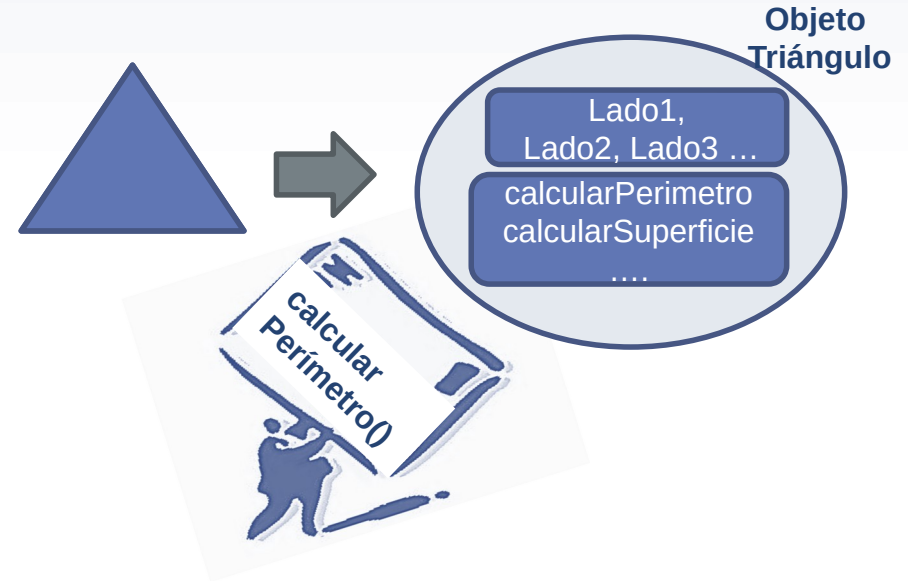 Objeto
Triángulo
Lado1,
Lado2, Lado3 ...
calcularPerimetro
calcularSuperficie
....
calcular
Perímetro()